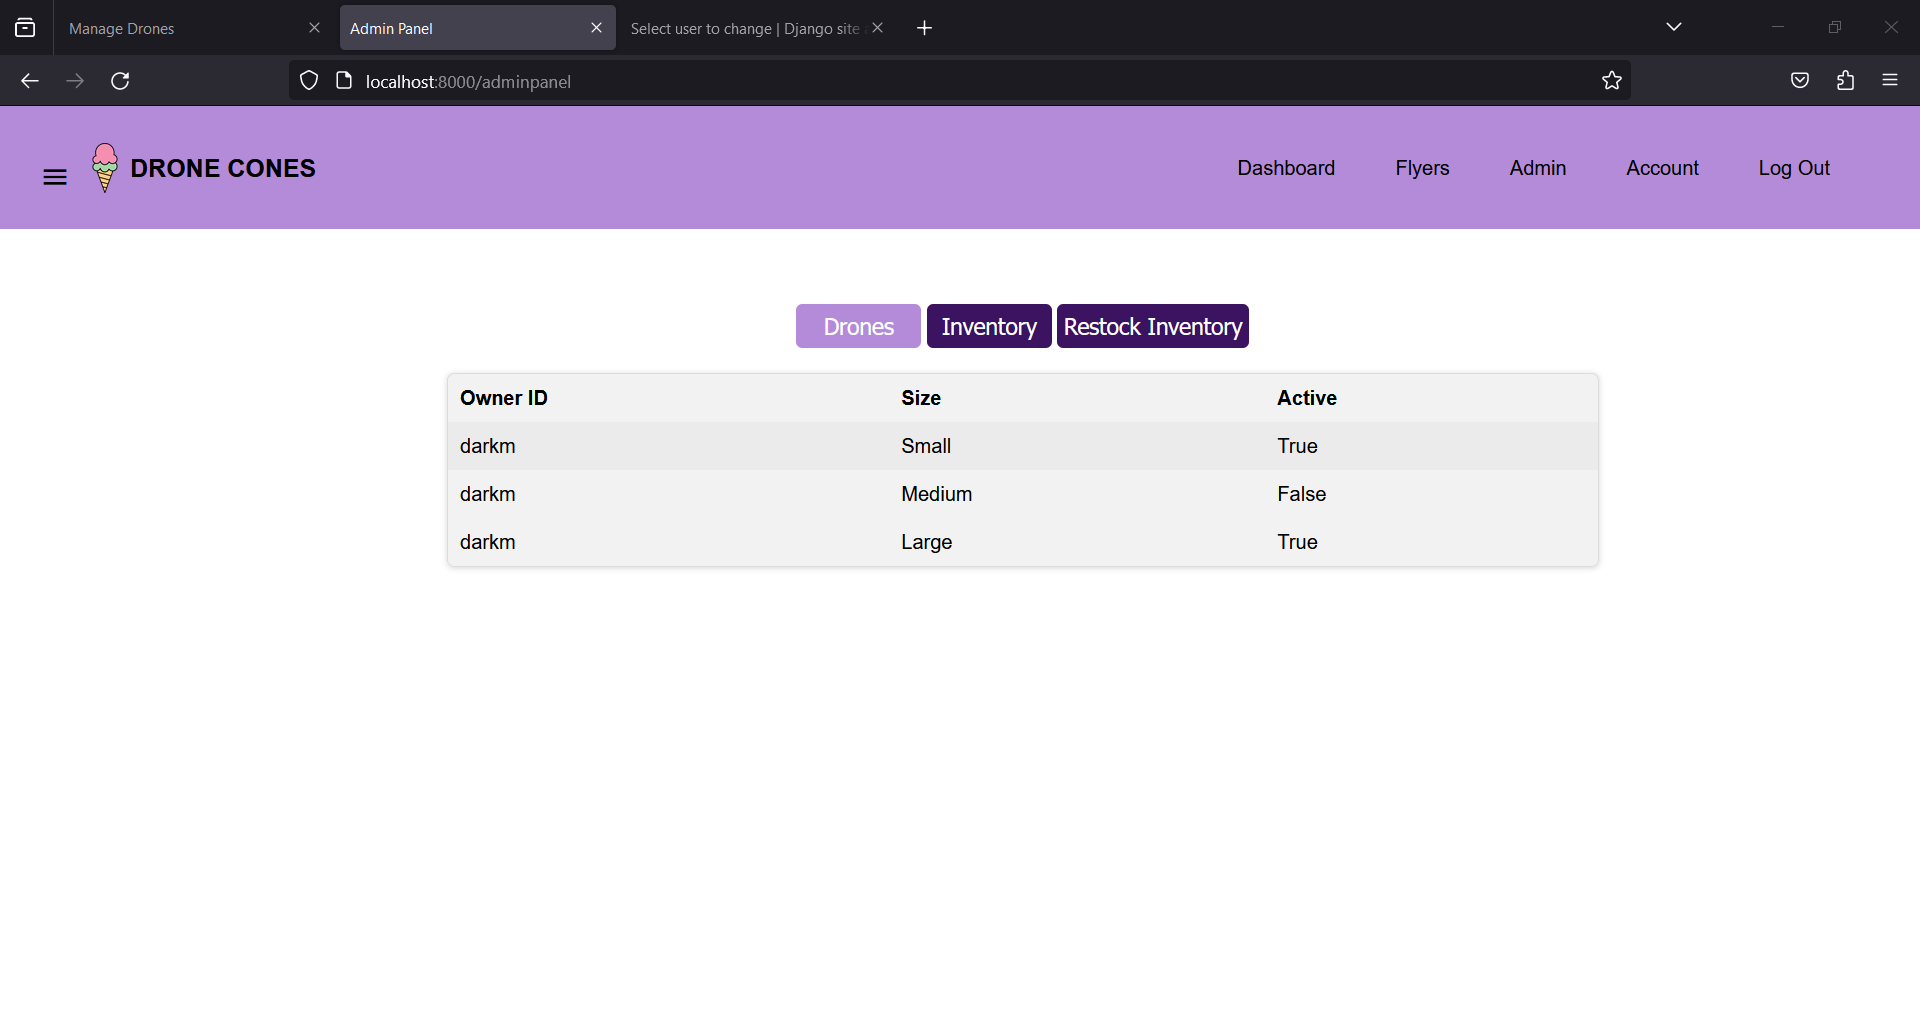 Manage Drones
Admin Panel
Select user to change | Django site
localhost:8000/adminpanel
DRONE CONES
Dashboard Flyers Admin Account Log Out
Drones Inventory Restock Inventory
Owner ID Size Active
darkm Small True
darkm Medium False
darkm Large True